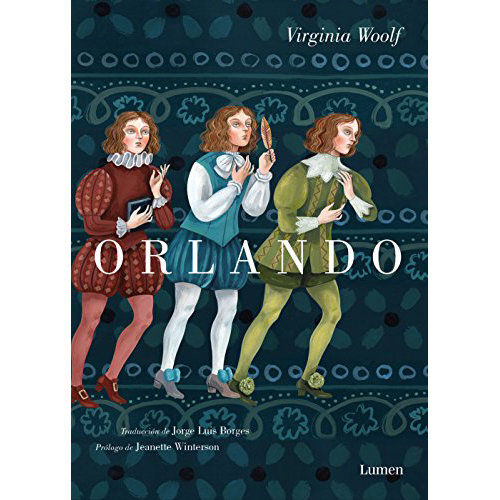 Virginia Woolf
ORLANDO
Traducción de Jorge Luis Borges
Prólogo de Jeanette Winterson
Lumen